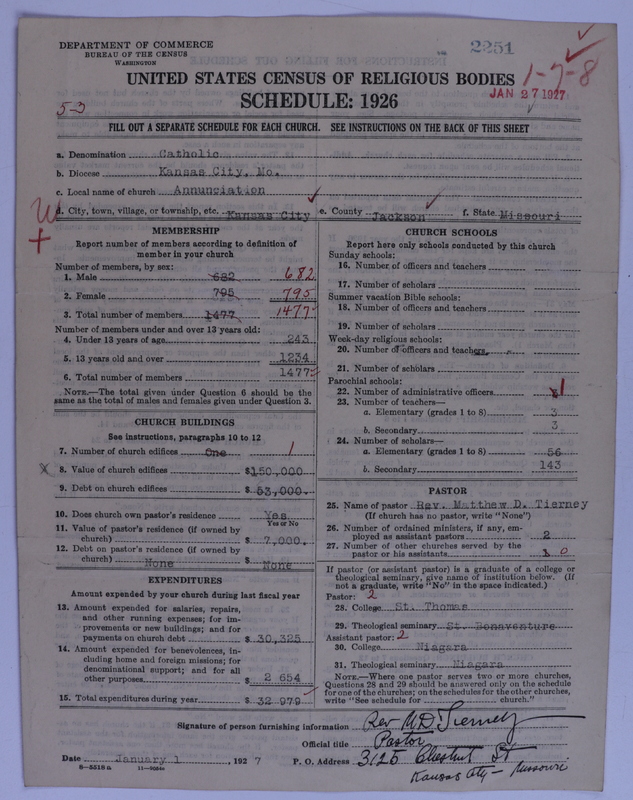 DEPARTMENT OF COMMERCE
BUREAU OF THE CENSUS
WASHINGTON
2251
UNITED STATES CENSUS OF RELIGIOUS BODIES
1-7-8
SCHEDULE: 1926
JAN 27 1927
5-3
FILL OUT A SEPARATE SCHEDULE FOR EACH CHURCH. SEE INSTRUCTIONS ON THE BACK OF THIS SHEET
a. Denomination Catholic
b. Diocese Kansas City, Mo.
c. Local name of church Annunciation
d. City, town, village, or township, etc. Kansas City e. County Jackson f. State Missouri
MEMBERSHIP
Report number of members according to definition of
member in your church
Number of members, by sex:
1. Male 682 682
2. Female 795 795
3. Total number of members 1477 1477
Number of members under and over 13 years old:
4. Under 13 years of age 243
5. 13 years old and over 1234
6. Total number of members 1477
NOTE.—The total given under Question 6 should be the
same as the total of males and females given under Question 3.
CHURCH BUILDINGS
See instructions, paragraphs 10 to 12
7. Number of church edifices One 1
8. Value of church edifices $150,000.
9. Debt on church edifices $53,000.
10. Does church own pastor's residence Yes
Yes or No
11. Value of pastor's residence (if owned by
church) $7,000.
12. Debt on pastor's residence (if owned by
church) None $None
EXPENDITURES
Amount expended by your church during last fiscal year
13. Amount expended for salaries, repairs,
and other running expenses; for im-
provements or new buildings; and for
payments on church debt $30,325
14. Amount expended for benevolences, in-
cluding home and foreign missions; for
denominational support; and for all
other purposes $2 654
15. Total expenditures during year $32 979
CHURCH SCHOOLS
Report here only schools conducted by this church
Sunday schools:
16. Number of officers and teachers
17. Number of scholars
Summer vacation Bible schools:
18. Number of officers and teachers
19. Number of scholars
Week-day religious schools:
20. Number of officers and teachers
21. Number of scholars
Parochial schools:
22. Number of administrative officers 1
23. Number of teachers—
a. Elementary (grades 1 to 8) 3
b. Secondary 3
24. Number of scholars—
a. Elementary (grades 1 to 8) 56
b. Secondary 143
PASTOR
25. Name of pastor Rev. Matthew D. Tierney
(If church has no pastor, write "None")
26. Number of ordained ministers, if any, em-
ployed as assistant pastors 2
27. Number of other churches served by the
pastor or his assistants 1 0
If pastor (or assistant pastor) is a graduate of a college or
theological seminary, give name of institution below. (If
not a graduate, write "No" in the space indicated.)
Pastor: 2
28. College St. Thomas
29. Theological seminary St. Bonaventure
Assistant pastor: 2
30. College Niagara
31. Theological seminary Niagara
NOTE.—Where one pastor serves two or more churches,
Questions 28 and 29 should be answered only on the schedule
for one of the churches; on the schedules for the other churches,
write "See schedule for church."
Signature of person furnishing information Rev MD. Tierney
Official title Pastor
Date January 1 , 1927 P. O. Address 3125 Chestnut St
8—5518a
Kansas City — Missouri